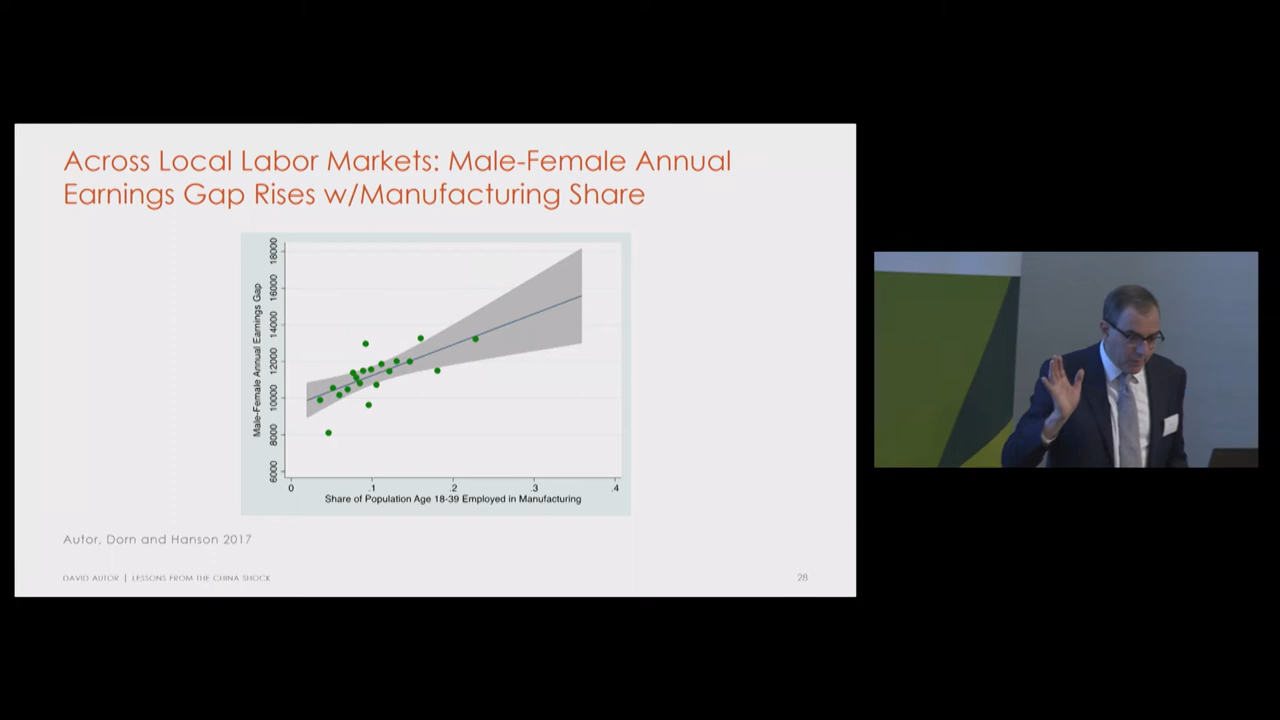 Across Local Labor Markets: Male-Female Annual
Earnings Gap Rises w/Manufacturing Share
Male-Female Annual Earnings Gap
18000
16000
14000
12000
10000
8000
6000
0
.1
.2
.3
.4
Share of Population Age 18-39 Employed in Manufacturing
Autor, Dorn and Hanson 2017
DAVID AUTOR | LESSONS FROM THE CHINA SHOCK
28